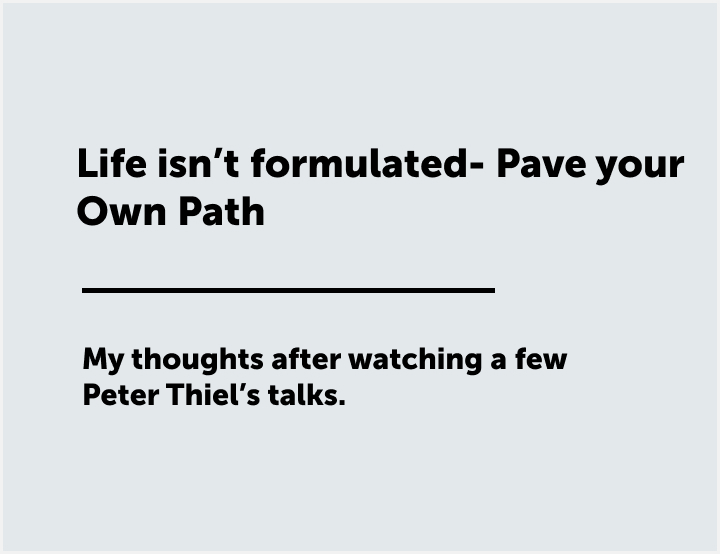 Life isn’t formulated- Pave your
Own Path
My thoughts after watching a few
Peter Thiel’s talks.